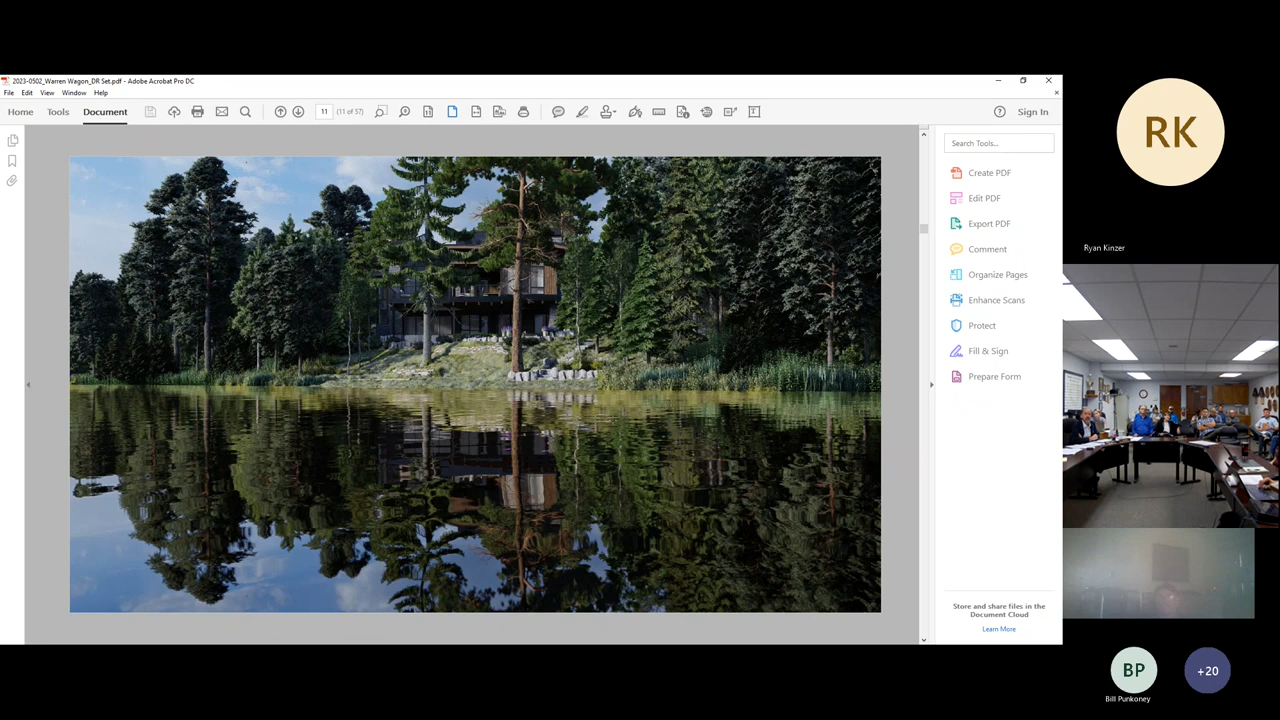 2023-0502_Warren Wagon_DR Set.pdf - Adobe Acrobat Pro DC
File Edit View Window Help
Home Tools Document 11 (11 of 57) Sign In
Search Tools...
Create PDF
Edit PDF
Export PDF
Comment
Organize Pages
Enhance Scans
Protect
Fill & Sign
Prepare Form
Store and share files in the
Document Cloud
Learn More
RK
Ryan Kinzer
BP
Bill Punkoney
+20